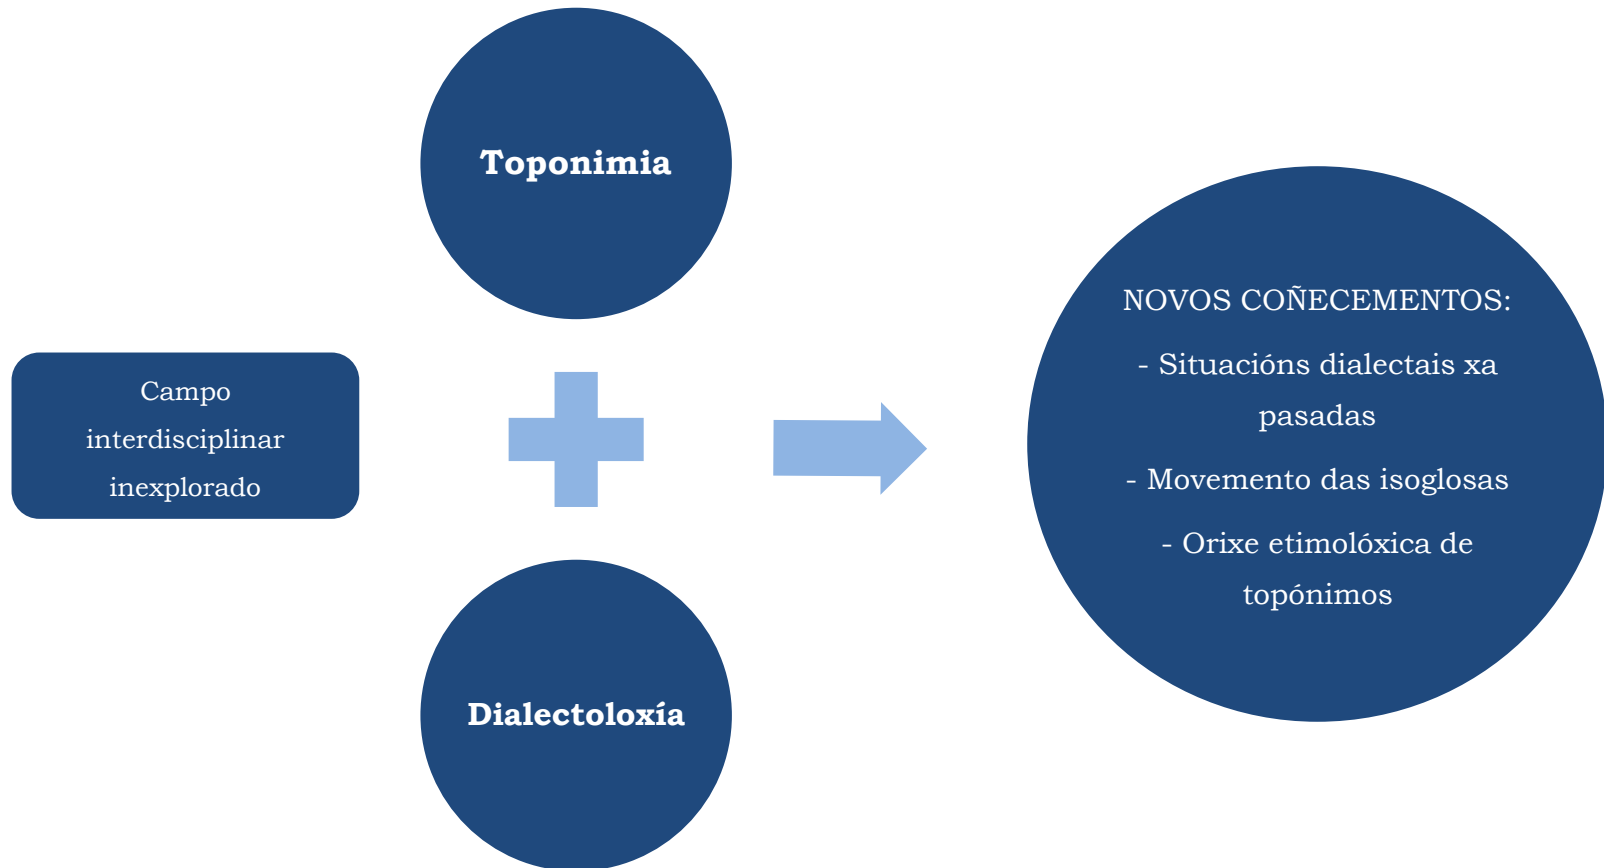 Toponimia
Campo
interdisciplinar
inexplorado
Dialectoloxía
NOVOS COÑECEMENTOS:
- Situacións dialectais xa
pasadas
- Movemento das isoglosas
- Orixe etimolóxica de
topónimos